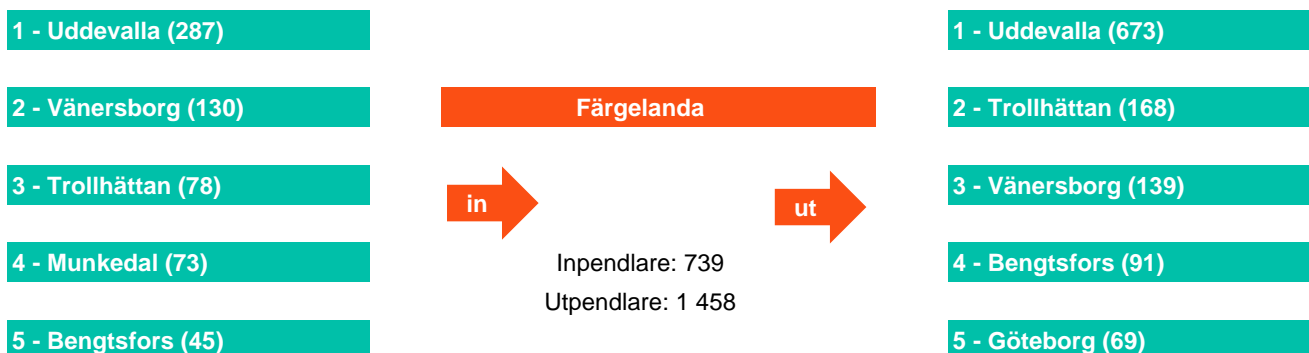 1 - Uddevalla (287)
2 - Vänersborg (130)
3 - Trollhättan (78)
4 - Munkedal (73)
5 - Bengtsfors (45)
Färgelanda
in
ut
Inpendlare: 739
Utpendlare: 1 458
1 - Uddevalla (673)
2 - Trollhättan (168)
3 - Vänersborg (139)
4 - Bengtsfors (91)
5 - Göteborg (69)